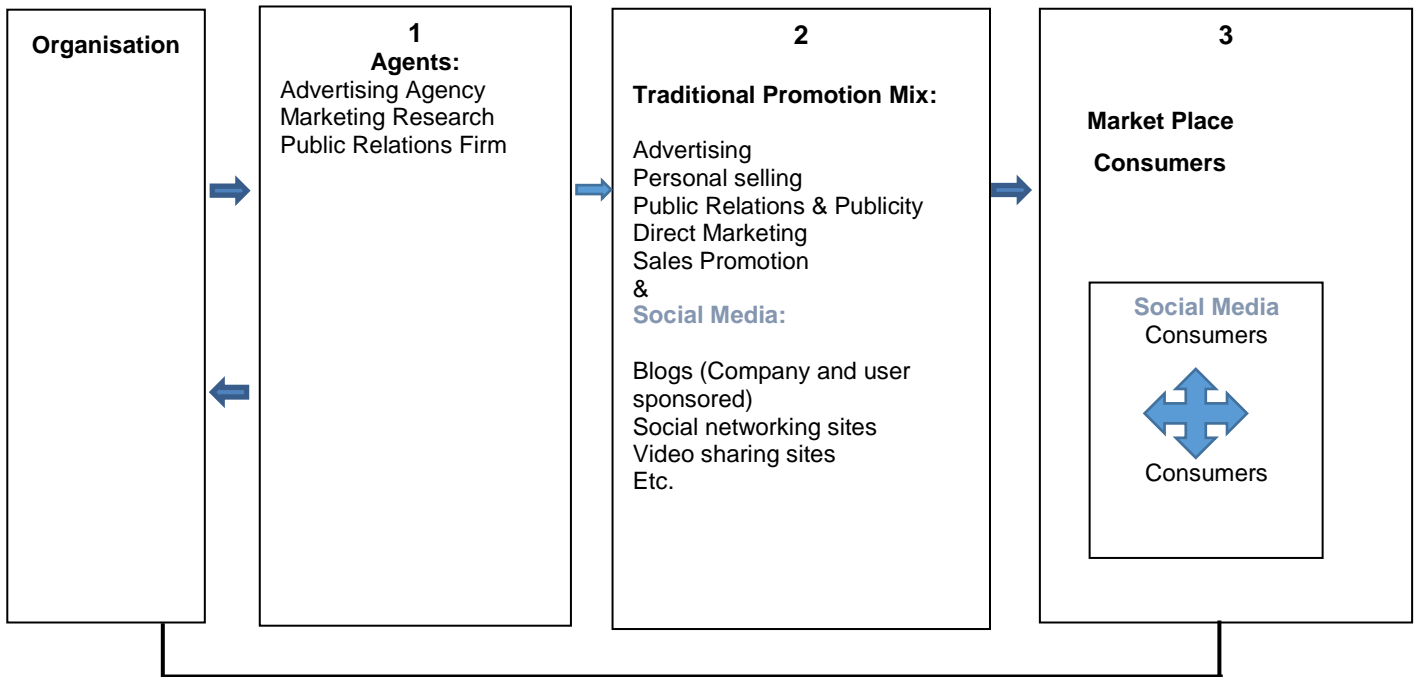 Organisation
1
Agents:
Advertising Agency
Marketing Research
Public Relations Firm
2
Traditional Promotion Mix:
Advertising
Personal selling
Public Relations & Publicity
Direct Marketing
Sales Promotion
&
Social Media:
Blogs (Company and user
sponsored)
Social networking sites
Video sharing sites
Etc.
3
Market Place
Consumers
Social Media
Consumers
Consumers